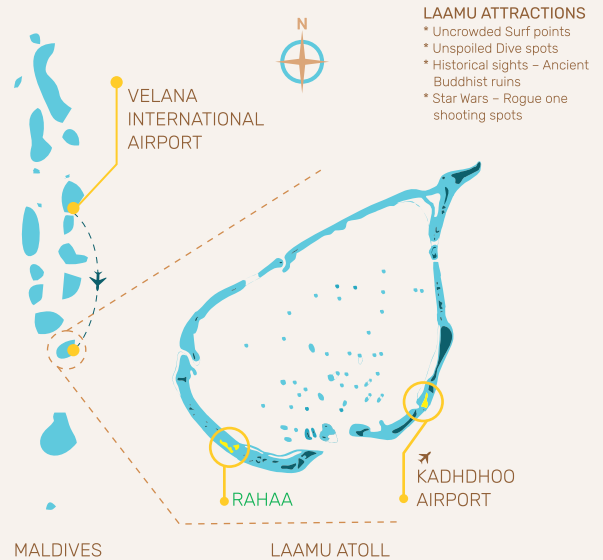 N
LAAMU ATTRACTIONS
* Uncrowded Surf points
* Unspoiled Dive spots
* Historical sights – Ancient
Buddhist ruins
* Star Wars – Rogue one
shooting spots
VELANA
INTERNATIONAL
AIRPORT
KADHDHOO
AIRPORT
RAHAA
MALDIVES
LAAMU ATOLL